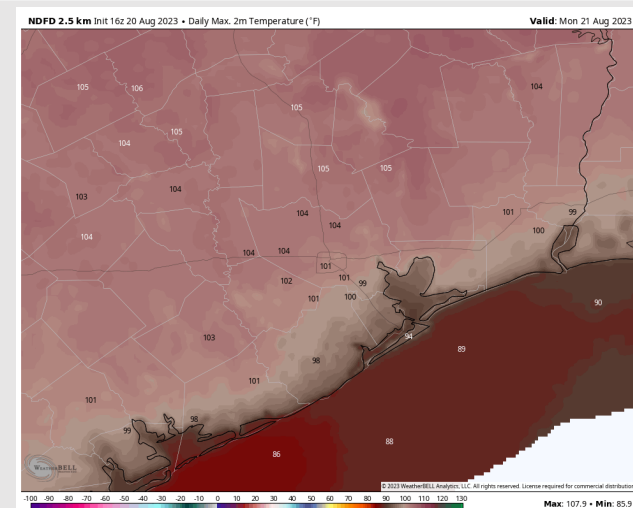 NDFD 2.5 km Init 16z 20 Aug 2023 • Daily Max. 2m Temperature (°F)
Valid: Mon 21 Aug 2023
105 106 104
105
104 105
105 105
103 104
104 104 101 99
104 104 100
104 104
101
102 101 99
101 100
90
94
103 89
98
101
101
98
99
88
86
WeatherBELL
© 2023 WeatherBELL Analytics, LLC. All rights reserved. License required for commercial distribution
-100 -90 -80 -70 -60 -50 -40 -30 -20 -10 0 10 20 30 40 50 60 70 80 90 100 110 120 130
Max: 107.9 • Min: 85.9